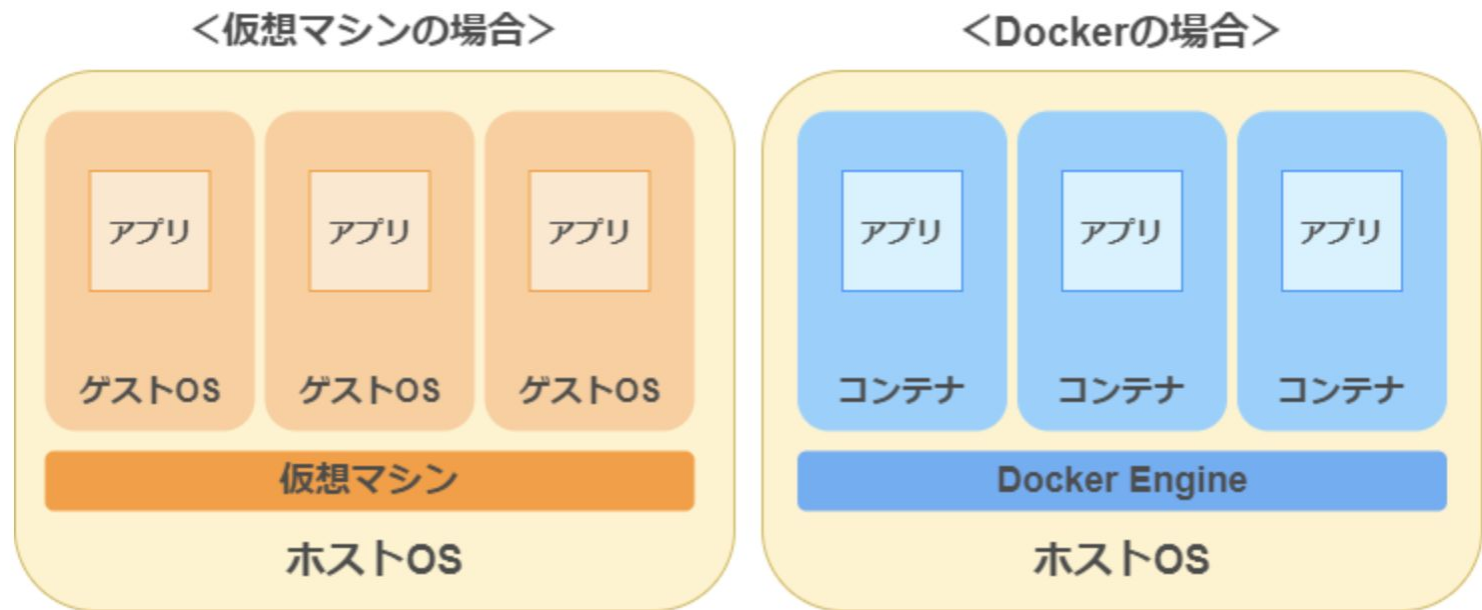 ＜仮想マシンの場合＞
アプリ
アプリ
アプリ
ゲストOS
ゲストOS
ゲストOS
仮想マシン
ホストOS
＜Dockerの場合＞
アプリ
アプリ
アプリ
コンテナ
コンテナ
コンテナ
Docker Engine
ホストOS